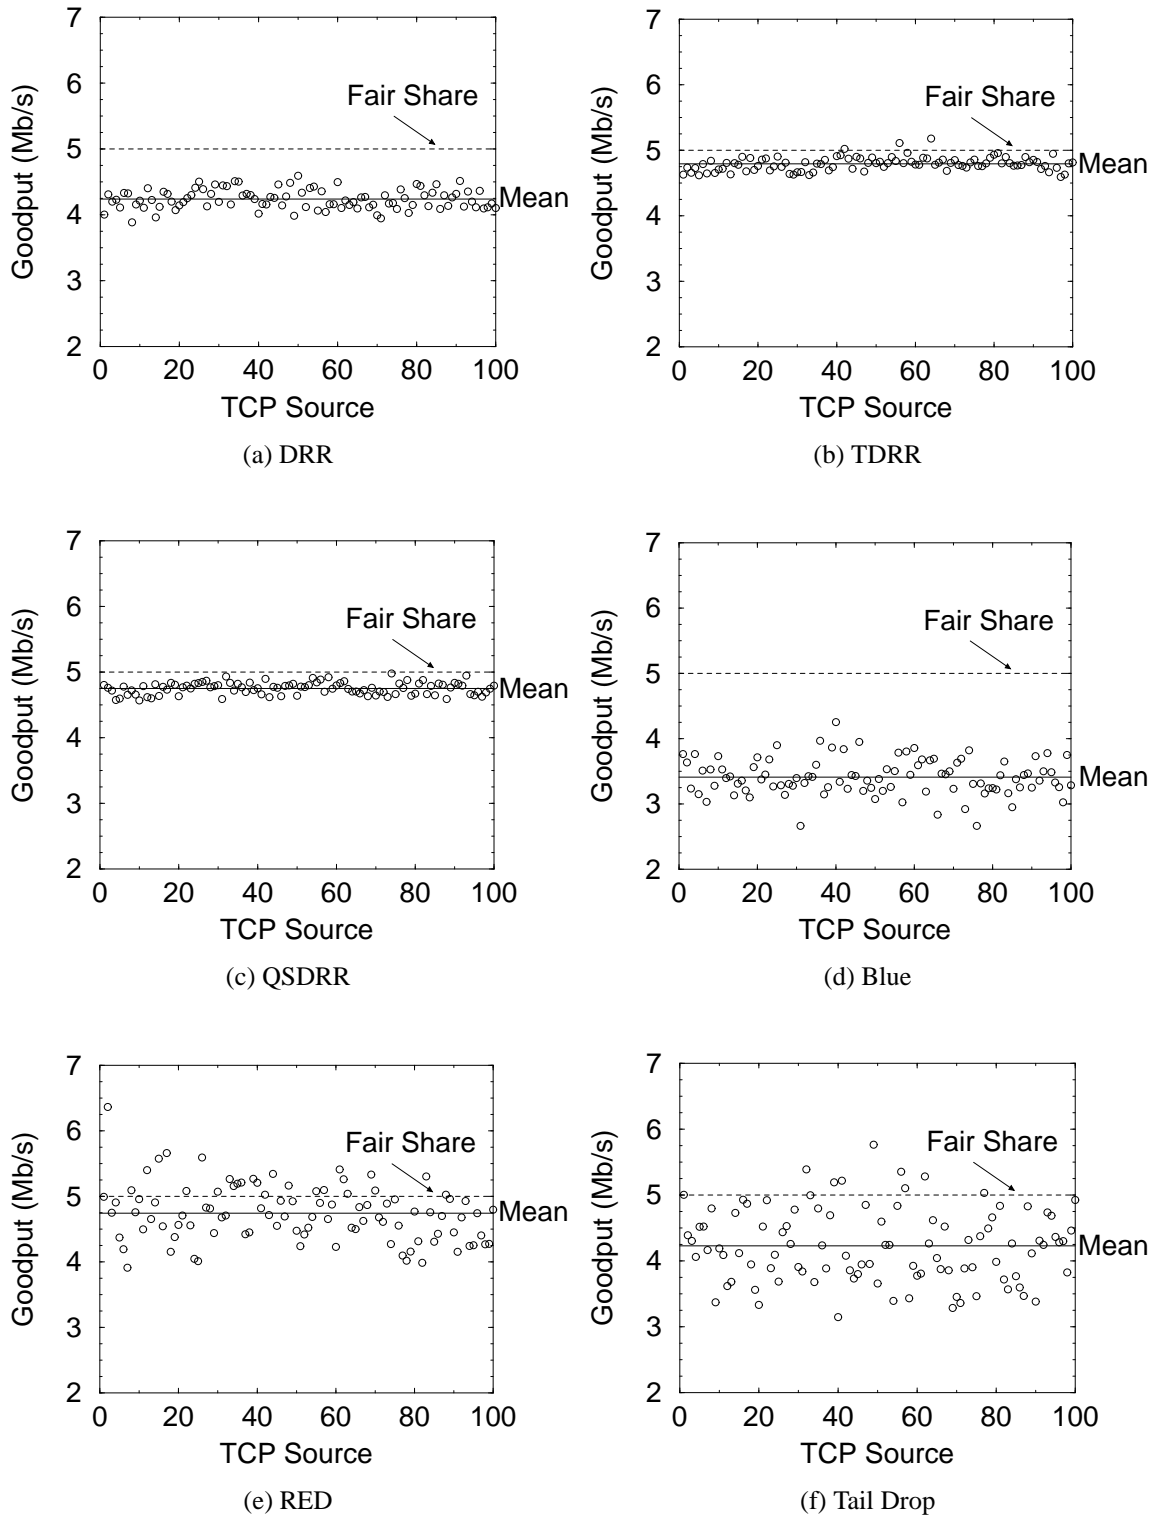 7
6
5
4
3
2
Goodput (Mb/s)
Fair Share
Mean
0 20 40 60 80 100
TCP Source
(a) DRR
7
6
5
4
3
2
Goodput (Mb/s)
Fair Share
Mean
0 20 40 60 80 100
TCP Source
(b) TDRR
7
6
5
4
3
2
Goodput (Mb/s)
Fair Share
Mean
0 20 40 60 80 100
TCP Source
(c) QSDRR
7
6
5
4
3
2
Goodput (Mb/s)
Fair Share
Mean
0 20 40 60 80 100
TCP Source
(d) Blue
7
6
5
4
3
2
Goodput (Mb/s)
Fair Share
Mean
0 20 40 60 80 100
TCP Source
(e) RED
7
6
5
4
3
2
Goodput (Mb/s)
Fair Share
Mean
0 20 40 60 80 100
TCP Source
(f) Tail Drop